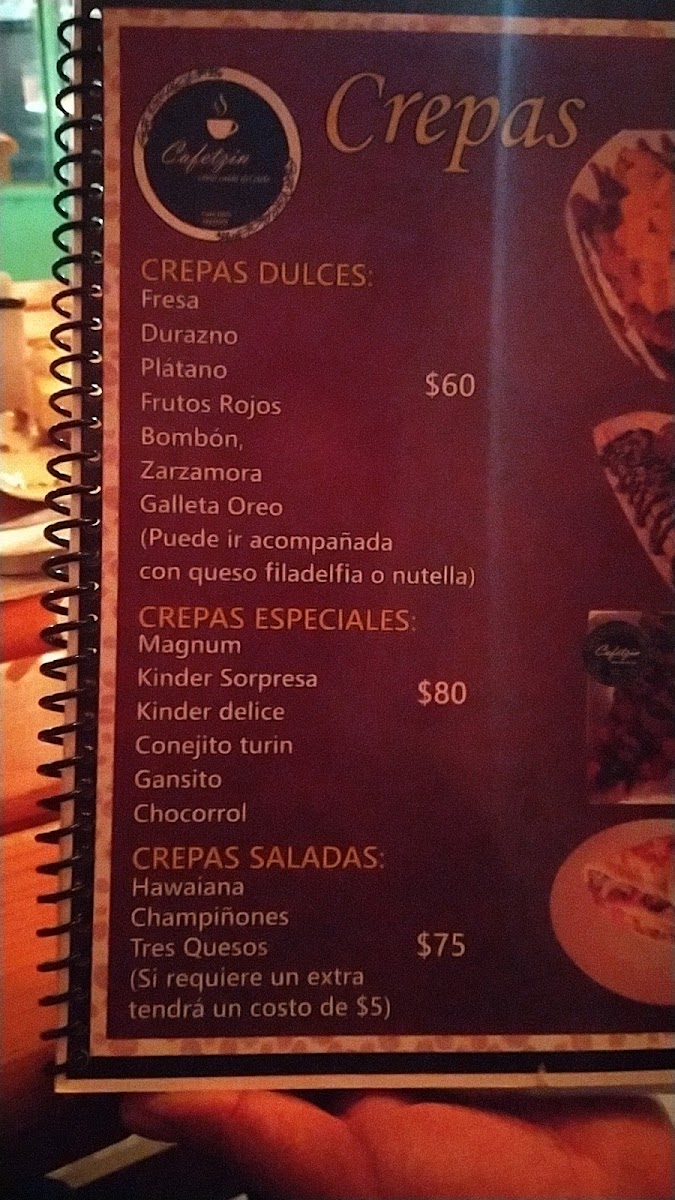 Cafetzin
Crepas
CREPAS DULCES:
Fresa
Durazno
Plátano
$60
Frutos Rojos
Bombón,
Zarzamora
Galleta Oreo
(Puede ir acompañada
con queso filadelfia o nutella)
CREPAS ESPECIALES:
Magnum
Kinder Sorpresa
$80
Kinder delice
Conejito turin
Gansito
Chocorrol
CREPAS SALADAS:
Hawaiana
Champiñones
Tres Quesos
$75
(Si requiere un extra
tendrá un costo de $5)
Cafetzin